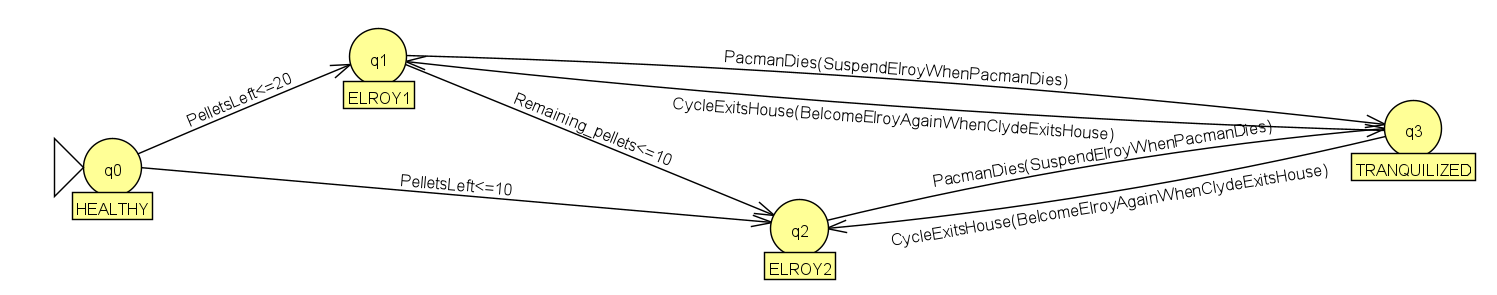 q1
ELROY1
PelletsLeft<=20
PacmanDies(SuspendElroyWhenPacmanDies)
CycleExitsHouse(BelcomeElroyAgainWhenClydeExitsHouse)
Remaining_pellets<=10
q3
TRANQUILIZED
q0
HEALTHY
PelletsLeft<=10
PacmanDies(SuspendElroyWhenPacmanDies)
CycleExitsHouse(BelcomeElroyAgainWhenClydeExitsHouse)
q2
ELROY2